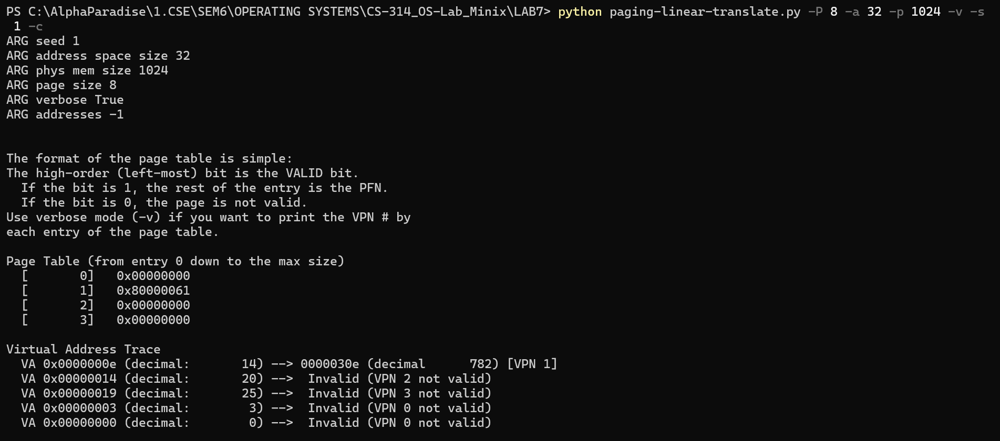 PS C:\AlphaParadise\1.CSE\SEM6\OPERATING SYSTEMS\CS-314_OS-Lab_Minix\LAB7> python paging-linear-translate.py -P 8 -a 32 -p 1024 -v -s
 1 -c
ARG seed 1
ARG address space size 32
ARG phys mem size 1024
ARG page size 8
ARG verbose True
ARG addresses -1


The format of the page table is simple:
The high-order (left-most) bit is the VALID bit.
  If the bit is 1, the rest of the entry is the PFN.
  If the bit is 0, the page is not valid.
Use verbose mode (-v) if you want to print the VPN # by
each entry of the page table.

Page Table (from entry 0 down to the max size)
  [       0]   0x00000000
  [       1]   0x80000061
  [       2]   0x00000000
  [       3]   0x00000000

Virtual Address Trace
  VA 0x0000000e (decimal:       14) --> 0000030e (decimal      782) [VPN 1]
  VA 0x00000014 (decimal:       20) -->  Invalid (VPN 2 not valid)
  VA 0x00000019 (decimal:       25) -->  Invalid (VPN 3 not valid)
  VA 0x00000003 (decimal:        3) -->  Invalid (VPN 0 not valid)
  VA 0x00000000 (decimal:        0) -->  Invalid (VPN 0 not valid)